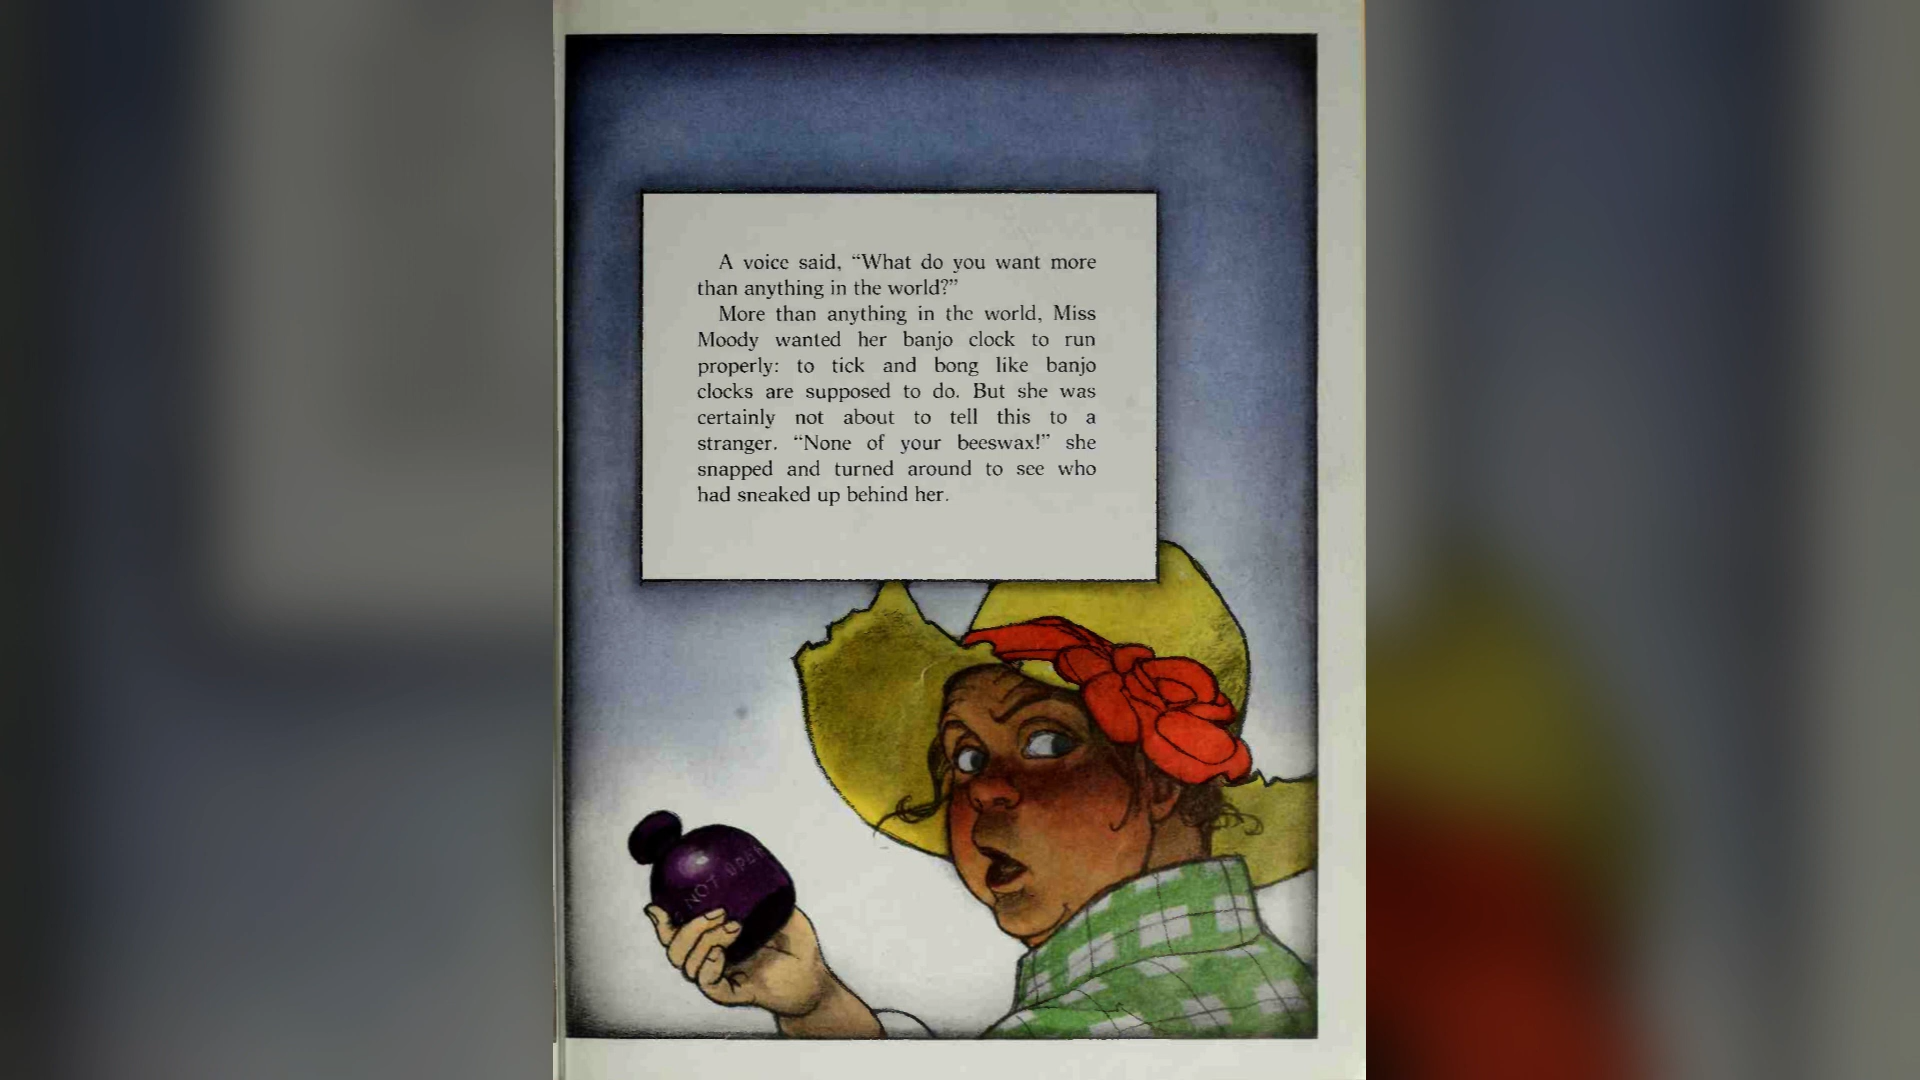 A voice said, “What do you want more
than anything in the world?”
More than anything in the world, Miss
Moody wanted her banjo clock to run
properly: to tick and bong like banjo
clocks are supposed to do. But she was
certainly not about to tell this to a
stranger. “None of your beeswax!” she
snapped and turned around to see who
had sneaked up behind her.
NOT OPEN